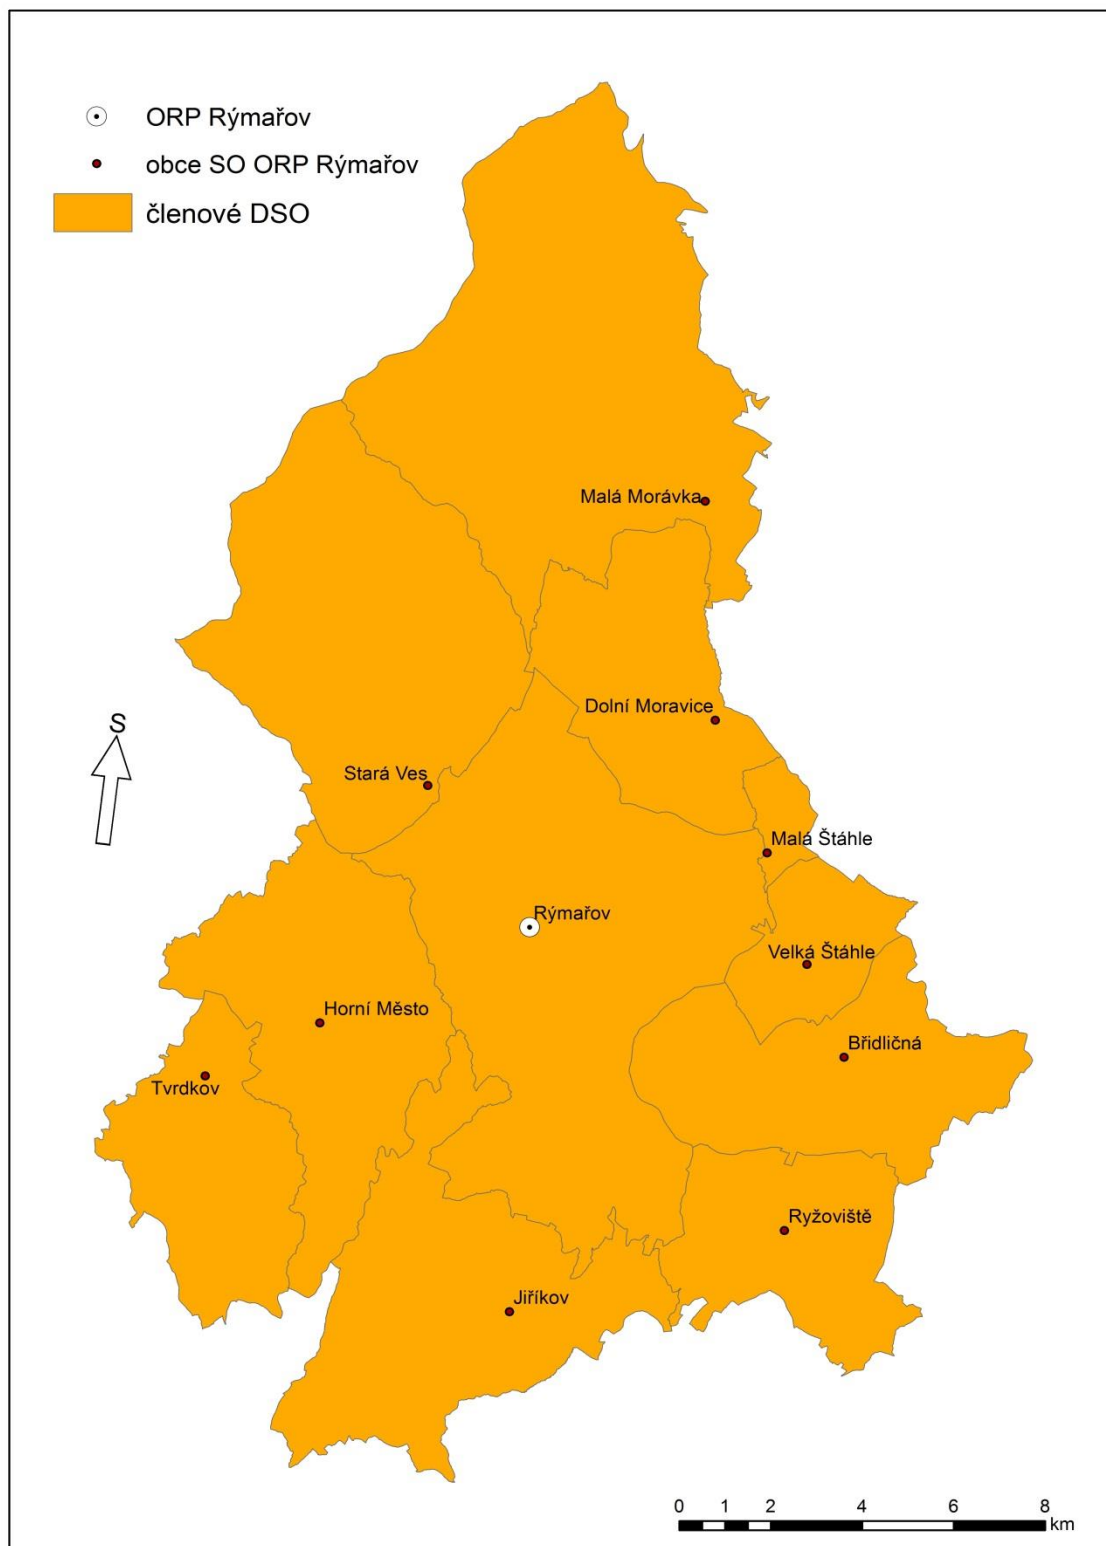 ORP Rýmařov
obce SO ORP Rýmařov
členové DSO
Malá Morávka
Dolní Moravice
S
Stará Ves
Malá Štáhle
Rýmařov
Velká Štáhle
Horní Město
Břidličná
Tvrdkov
Ryžoviště
Jiříkov
0 1 2 4 6 8
km